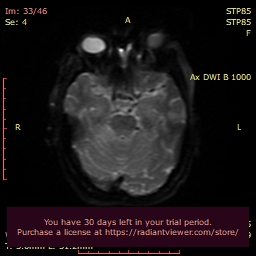 Im: 33/46
Se: 4
A
STP85
STP85
F
Ax DWI B 1000
R
L
You have 30 days left in your trial period.
Purchase a license at https://radiantviewer.com/store/